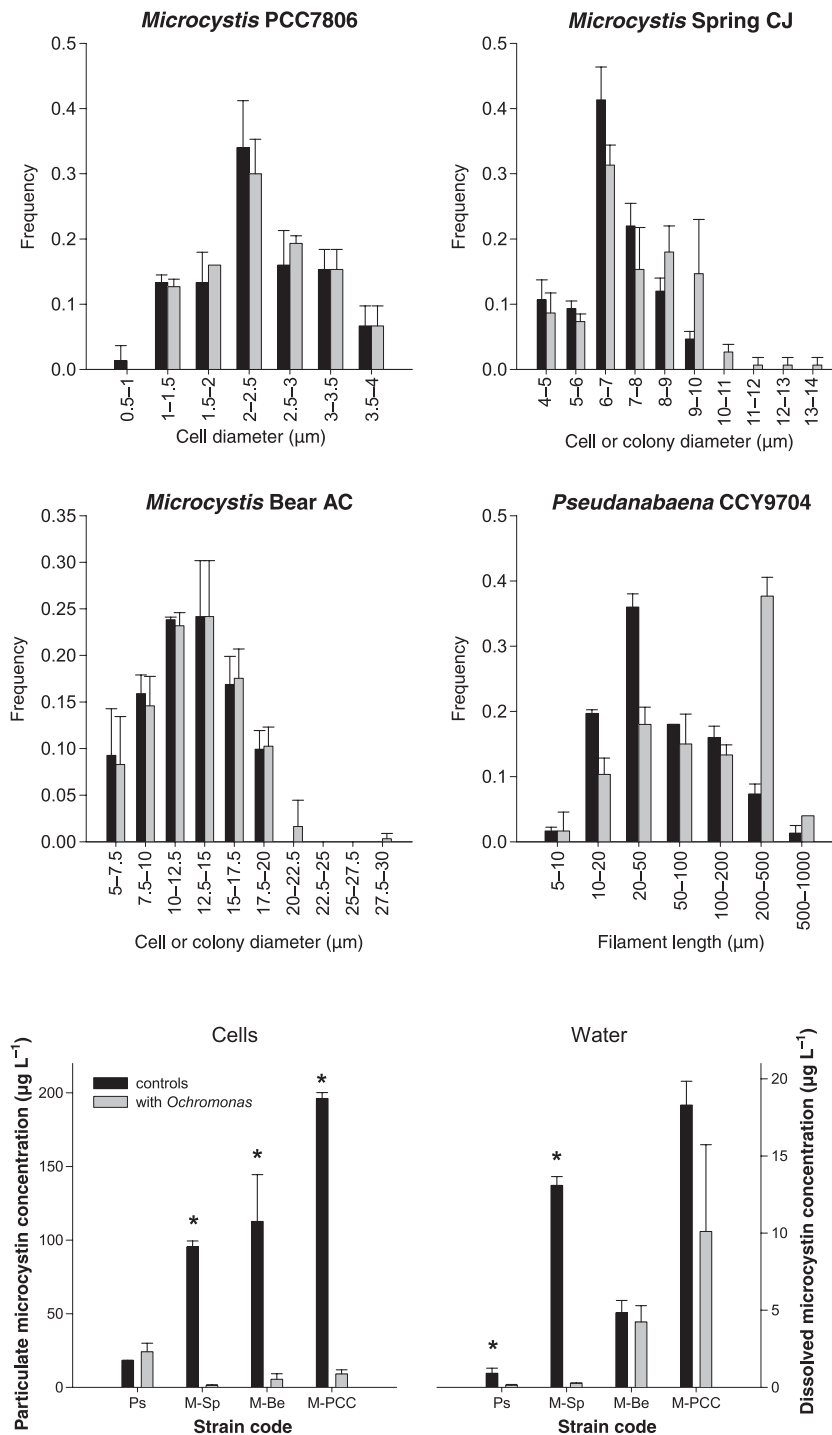 Microcystis PCC7806
Frequency
0.5
0.4
0.3
0.2
0.1
0.0
0.5–1
1–1.5
1.5–2
2–2.5
2.5–3
3–3.5
3.5–4
Cell diameter (µm)
Microcystis Spring CJ
Frequency
0.5
0.4
0.3
0.2
0.1
0.0
4–5
5–6
6–7
7–8
8–9
9–10
10–11
11–12
12–13
13–14
Cell or colony diameter (µm)
Microcystis Bear AC
Frequency
0.35
0.30
0.25
0.20
0.15
0.10
0.05
0.00
5–7.5
7.5–10
10–12.5
12.5–15
15–17.5
17.5–20
20–22.5
22.5–25
25–27.5
27.5–30
Cell or colony diameter (µm)
Pseudanabaena CCY9704
Frequency
0.5
0.4
0.3
0.2
0.1
0.0
5–10
10–20
20–50
50–100
100–200
200–500
500–1000
Filament length (µm)
Cells
Particulate microcystin concentration (µg L⁻¹)
200
150
100
50
0
controls
with Ochromonas
*
*
*
Ps
M-Sp
M-Be
M-PCC
Strain code
Water
*
*
Ps
M-Sp
M-Be
M-PCC
Strain code
20
15
10
5
0
Dissolved microcystin concentration (µg L⁻¹)